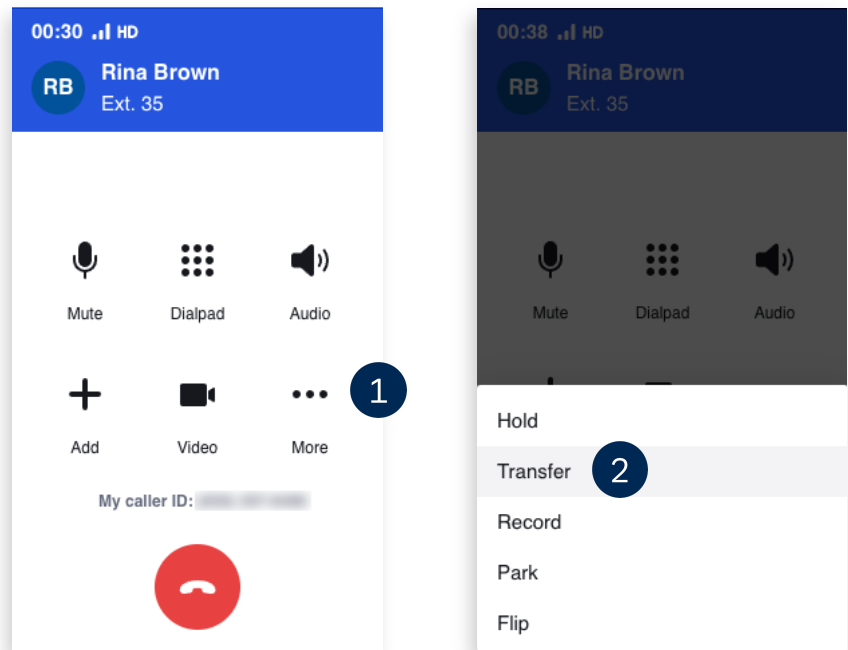 00:30 HD
RB
Rina Brown
Ext. 35
Mute Dialpad Audio
Add Video More
1
My caller ID:
00:38 HD
RB
Rina Brown
Ext. 35
Mute Dialpad Audio
Hold
Transfer 2
Record
Park
Flip